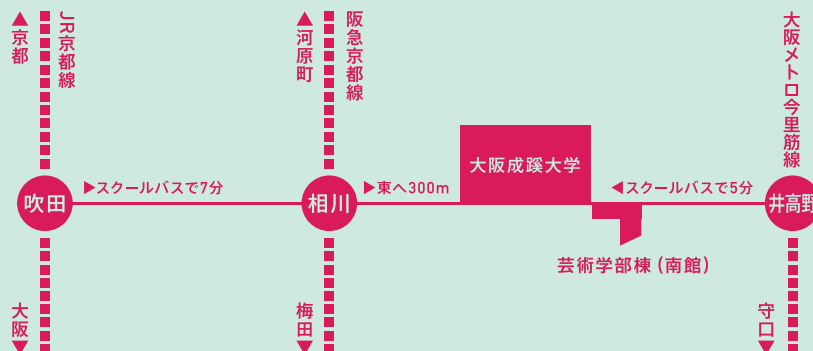 ▲京都
JR京都線
▲河原町
阪急京都線
大阪メトロ今里筋線
大阪成蹊大学
▶スクールバスで7分
▶東へ300m
◀スクールバスで5分
吹田
相川
井高野
芸術学部棟(南館)
大阪▼
梅田▼
守口▼